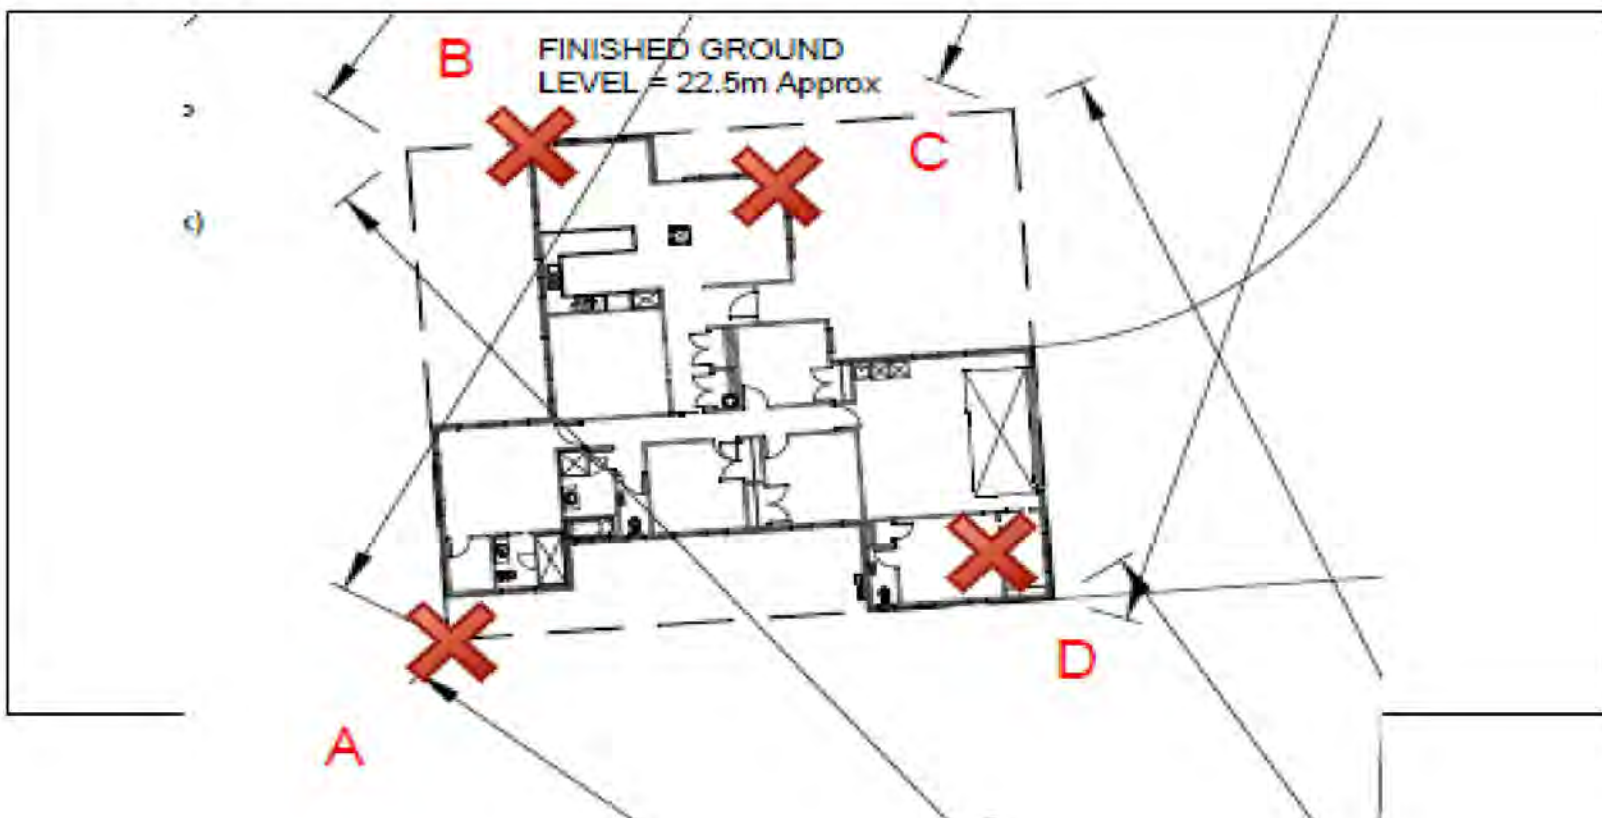 B
FINISHED GROUND
LEVEL = 22.5m Approx
C
c)
D
A